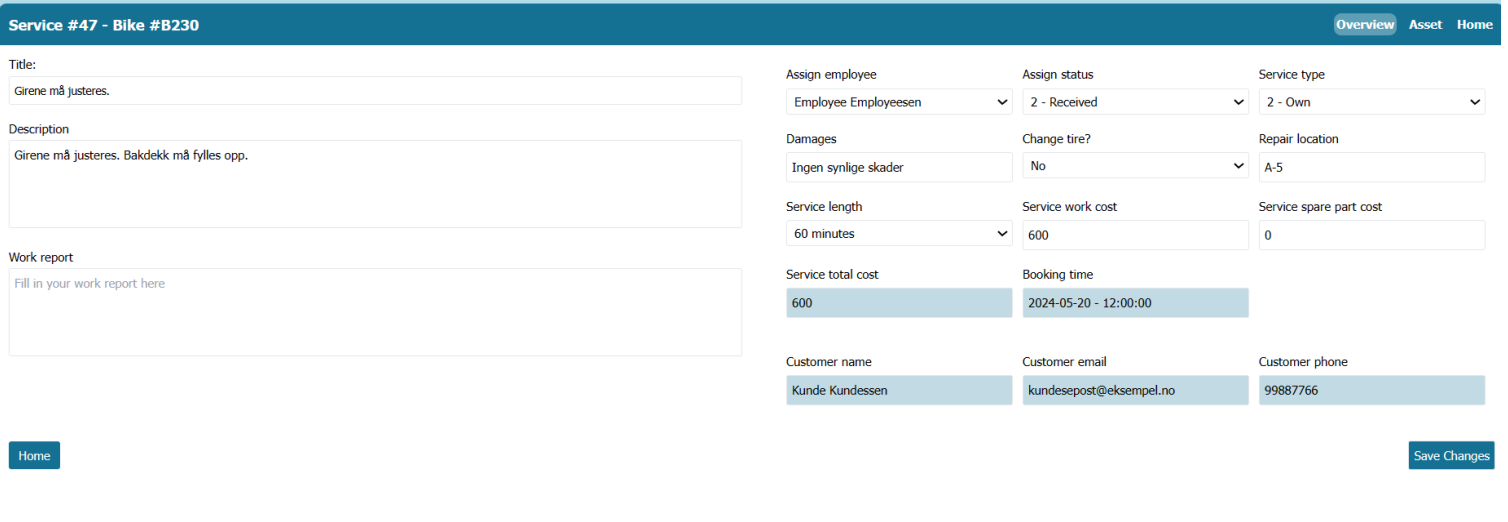 Service #47 - Bike #B230
Overview Asset Home
Title:
Girene må justeres.
Description
Girene må justeres. Bakdekk må fylles opp.
Work report
Fill in your work report here
Assign employee Assign status Service type
Employee Employeesen 2 - Received 2 - Own
Damages Change tire? Repair location
Ingen synlige skader No A-5
Service length Service work cost Service spare part cost
60 minutes 600 0
Service total cost Booking time
600 2024-05-20 - 12:00:00
Customer name Customer email Customer phone
Kunde Kundessen kundesepost@eksempel.no 99887766
Home Save Changes